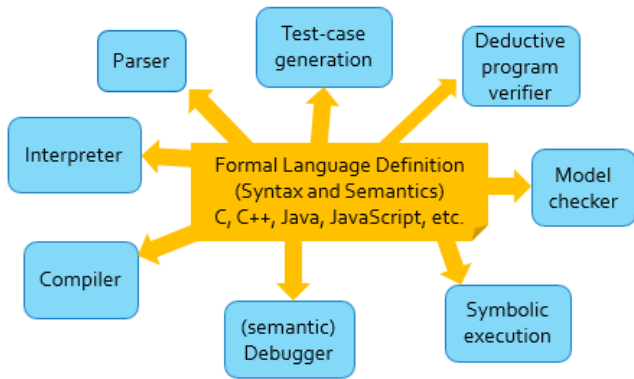 Parser
Test-case
generation
Deductive
program
verifier
Interpreter
Formal Language Definition
(Syntax and Semantics)
C, C++, Java, JavaScript, etc.
Model
checker
Compiler
(semantic)
Debugger
Symbolic
execution